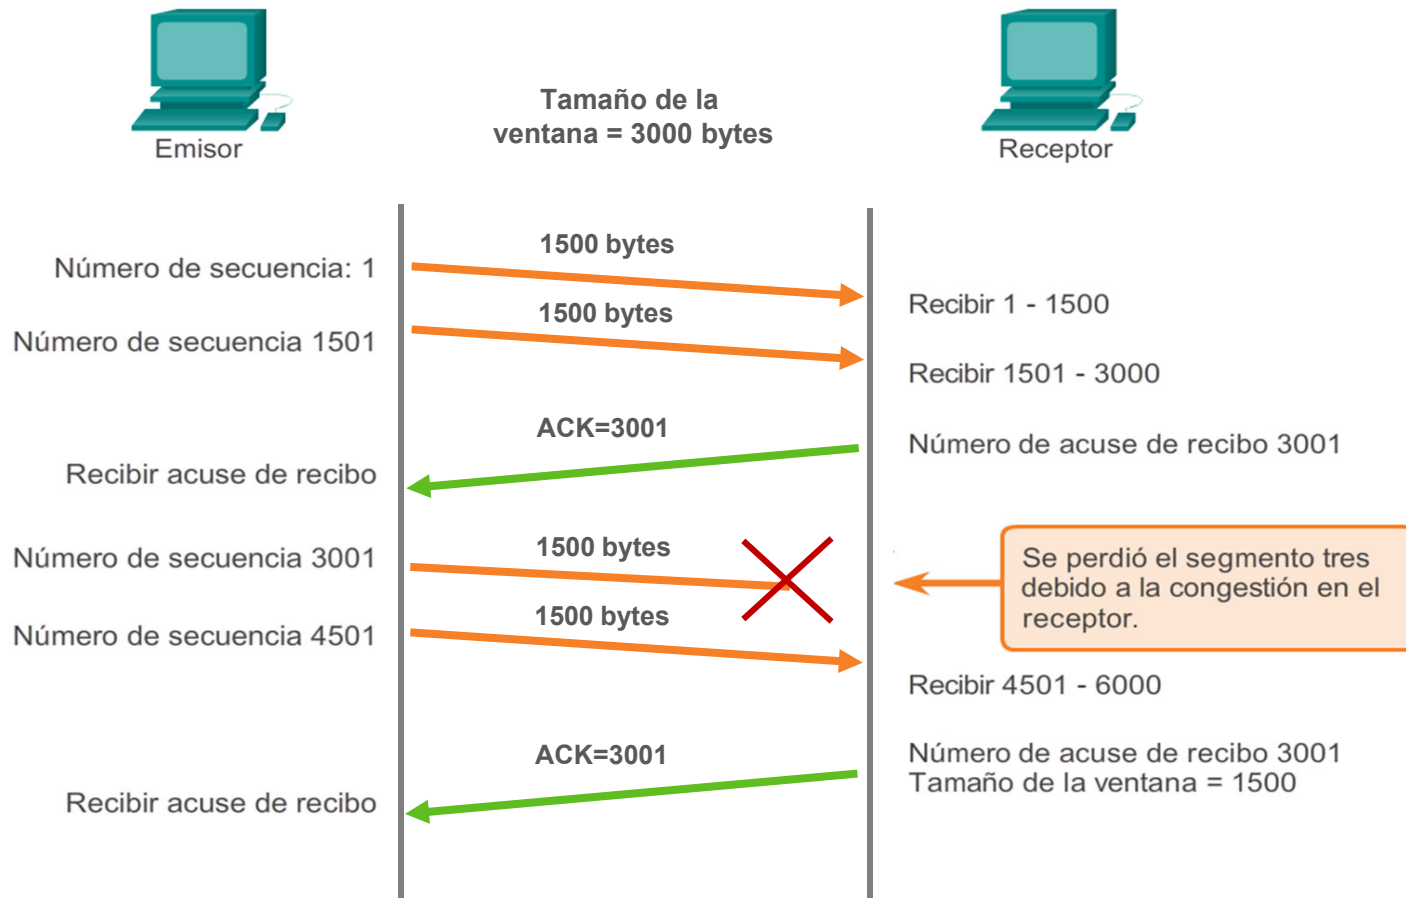 Emisor
Tamaño de la
ventana = 3000 bytes
Receptor
1500 bytes
Número de secuencia: 1
Recibir 1 - 1500
1500 bytes
Número de secuencia 1501
Recibir 1501 - 3000
ACK=3001
Número de acuse de recibo 3001
Recibir acuse de recibo
1500 bytes
Número de secuencia 3001
Se perdió el segmento tres
debido a la congestión en el
receptor.
1500 bytes
Número de secuencia 4501
Recibir 4501 - 6000
ACK=3001
Número de acuse de recibo 3001
Tamaño de la ventana = 1500
Recibir acuse de recibo